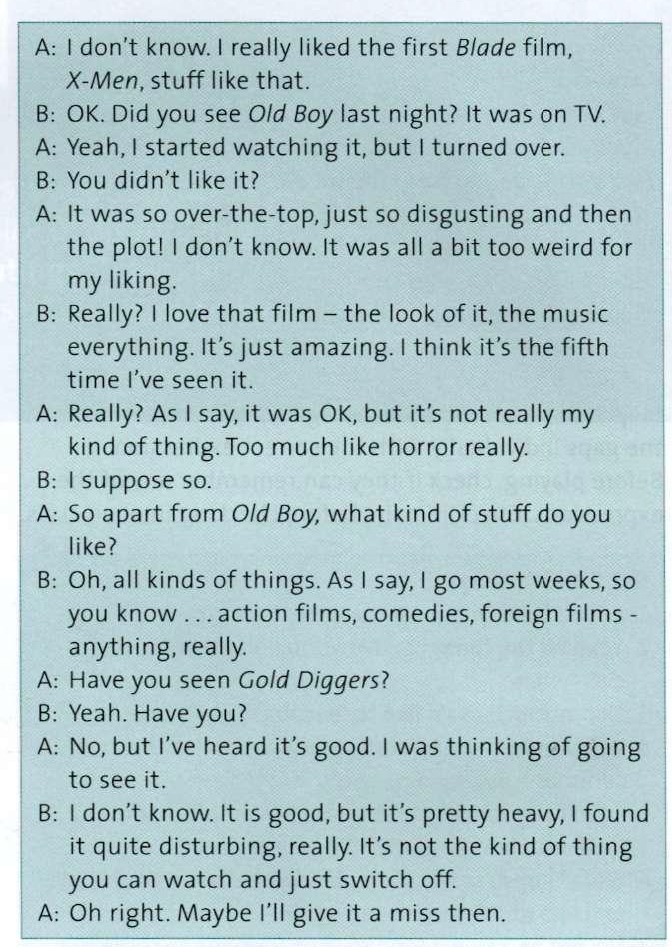 A: I don't know. I really liked the first Blade film,
X-Men, stuff like that.
B: OK. Did you see Old Boy last night? It was on TV.
A: Yeah, I started watching it, but I turned over.
B: You didn't like it?
A: It was so over-the-top, just so disgusting and then
the plot! I don't know. It was all a bit too weird for
my liking.
B: Really? I love that film – the look of it, the music
everything. It's just amazing. I think it's the fifth
time I've seen it.
A: Really? As I say, it was OK, but it's not really my
kind of thing. Too much like horror really.
B: I suppose so.
A: So apart from Old Boy, what kind of stuff do you
like?
B: Oh, all kinds of things. As I say, I go most weeks, so
you know ... action films, comedies, foreign films -
anything, really.
A: Have you seen Gold Diggers?
B: Yeah. Have you?
A: No, but I've heard it's good. I was thinking of going
to see it.
B: I don't know. It is good, but it's pretty heavy, I found
it quite disturbing, really. It's not the kind of thing
you can watch and just switch off.
A: Oh right. Maybe I'll give it a miss then.